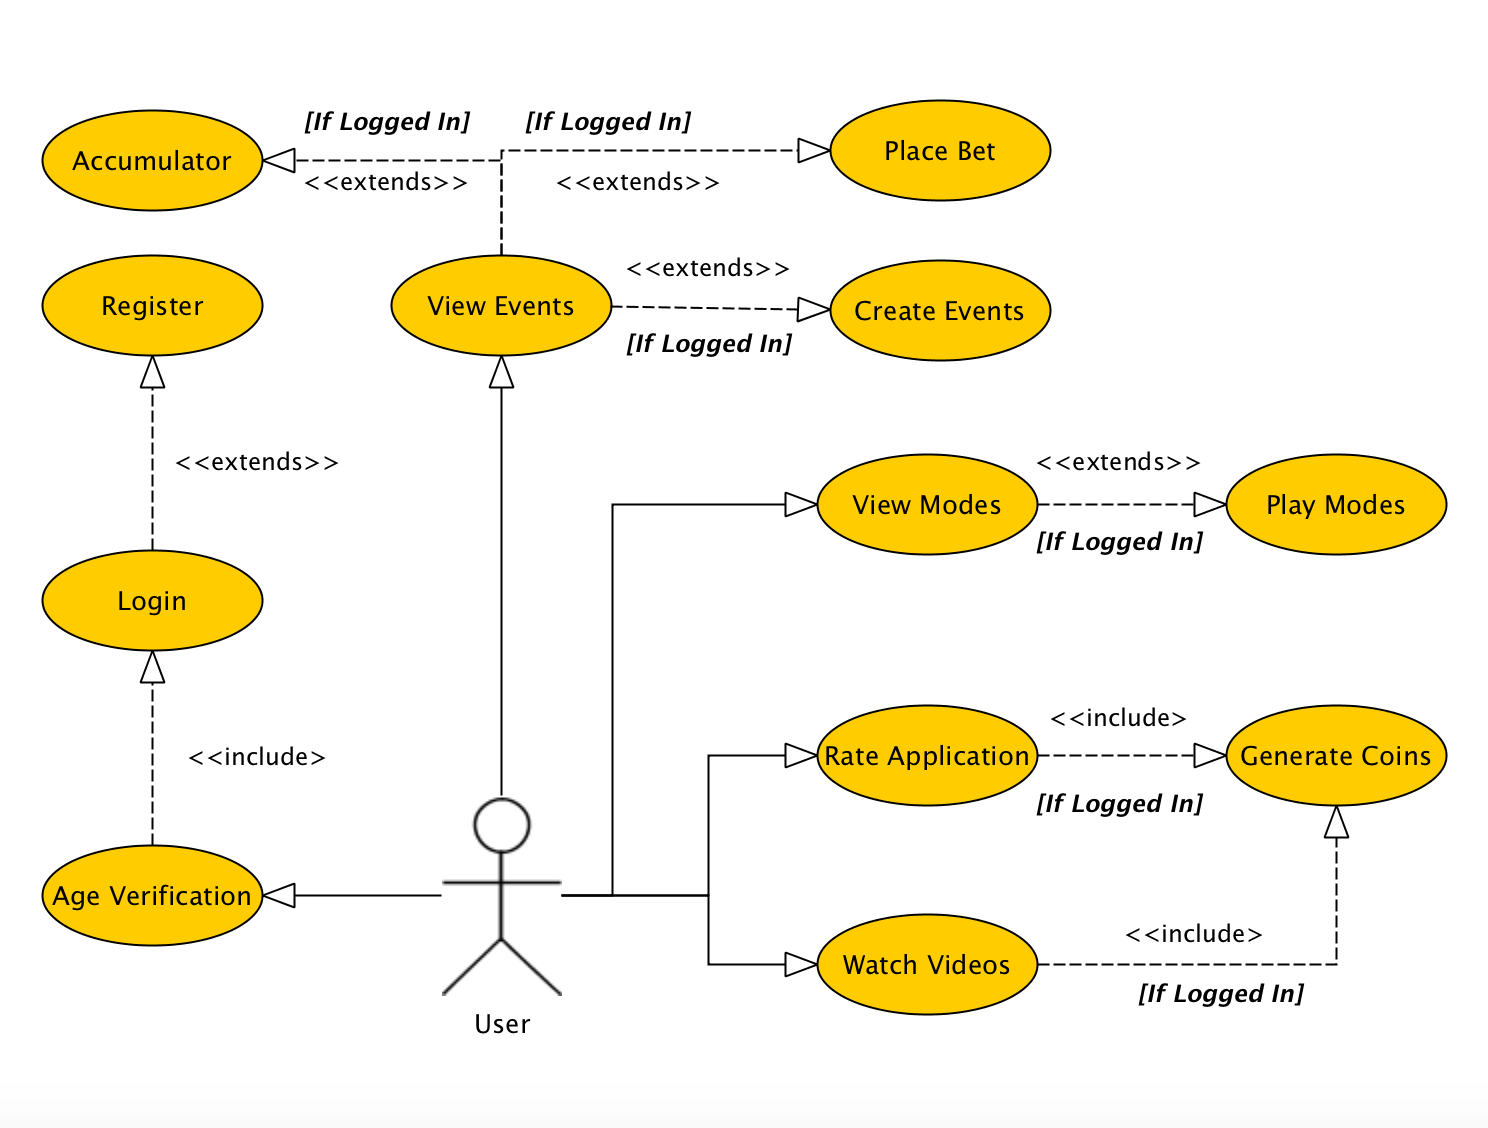 [If Logged In]
[If Logged In]
Accumulator
Place Bet
<<extends>>
<<extends>>
Register
View Events
<<extends>>
Create Events
[If Logged In]
<<extends>>
<<extends>>
View Modes
Play Modes
[If Logged In]
Login
<<include>
<<include>
Rate Application
Generate Coins
[If Logged In]
Age Verification
<<include>
Watch Videos
[If Logged In]
User